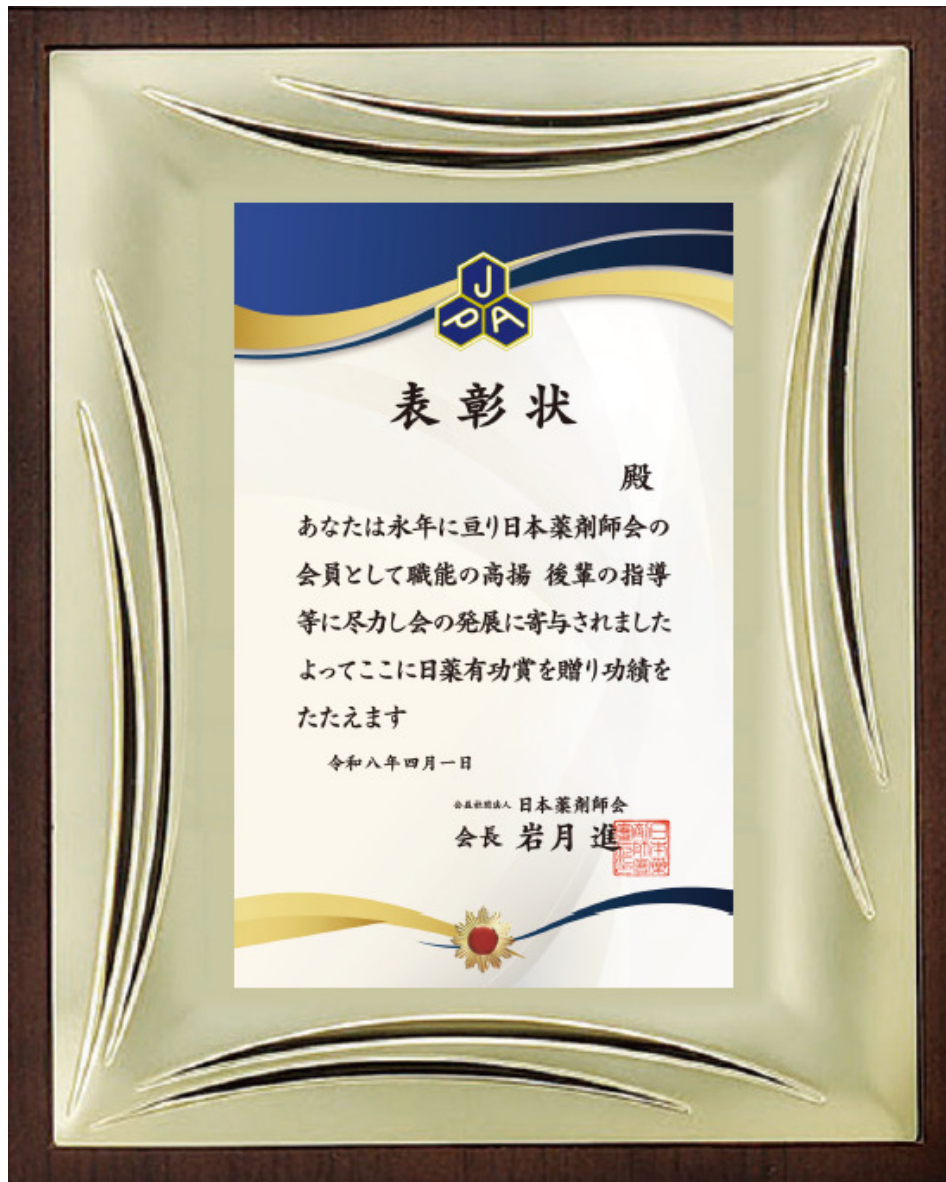 J
P A
表彰状
殿
あなたは永年に亘り日本薬剤師会の
会員として職能の高揚 後輩の指導
等に尽力し会の発展に寄与されました
よってここに日薬有功賞を贈り功績を
たたえます
令和八年四月一日
公益社団法人 日本薬剤師会
会長 岩月 進